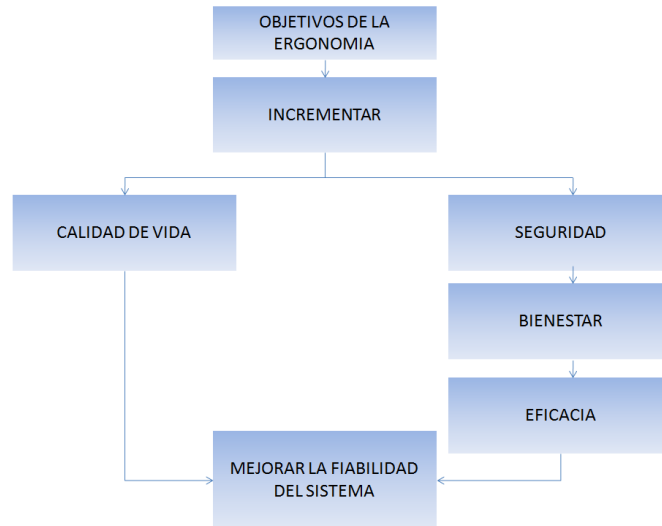 OBJETIVOS DE LA
ERGONOMIA
INCREMENTAR
CALIDAD DE VIDA
SEGURIDAD
BIENESTAR
EFICACIA
MEJORAR LA FIABILIDAD
DEL SISTEMA